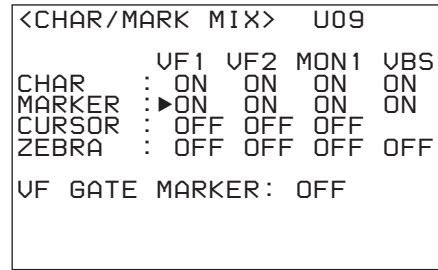 <CHAR/MARK MIX> U09
VF1 VF2 MON1 VBS
CHAR : ON ON ON ON
MARKER :▶ON ON ON ON
CURSOR : OFF OFF OFF
ZEBRA : OFF OFF OFF OFF
VF GATE MARKER: OFF